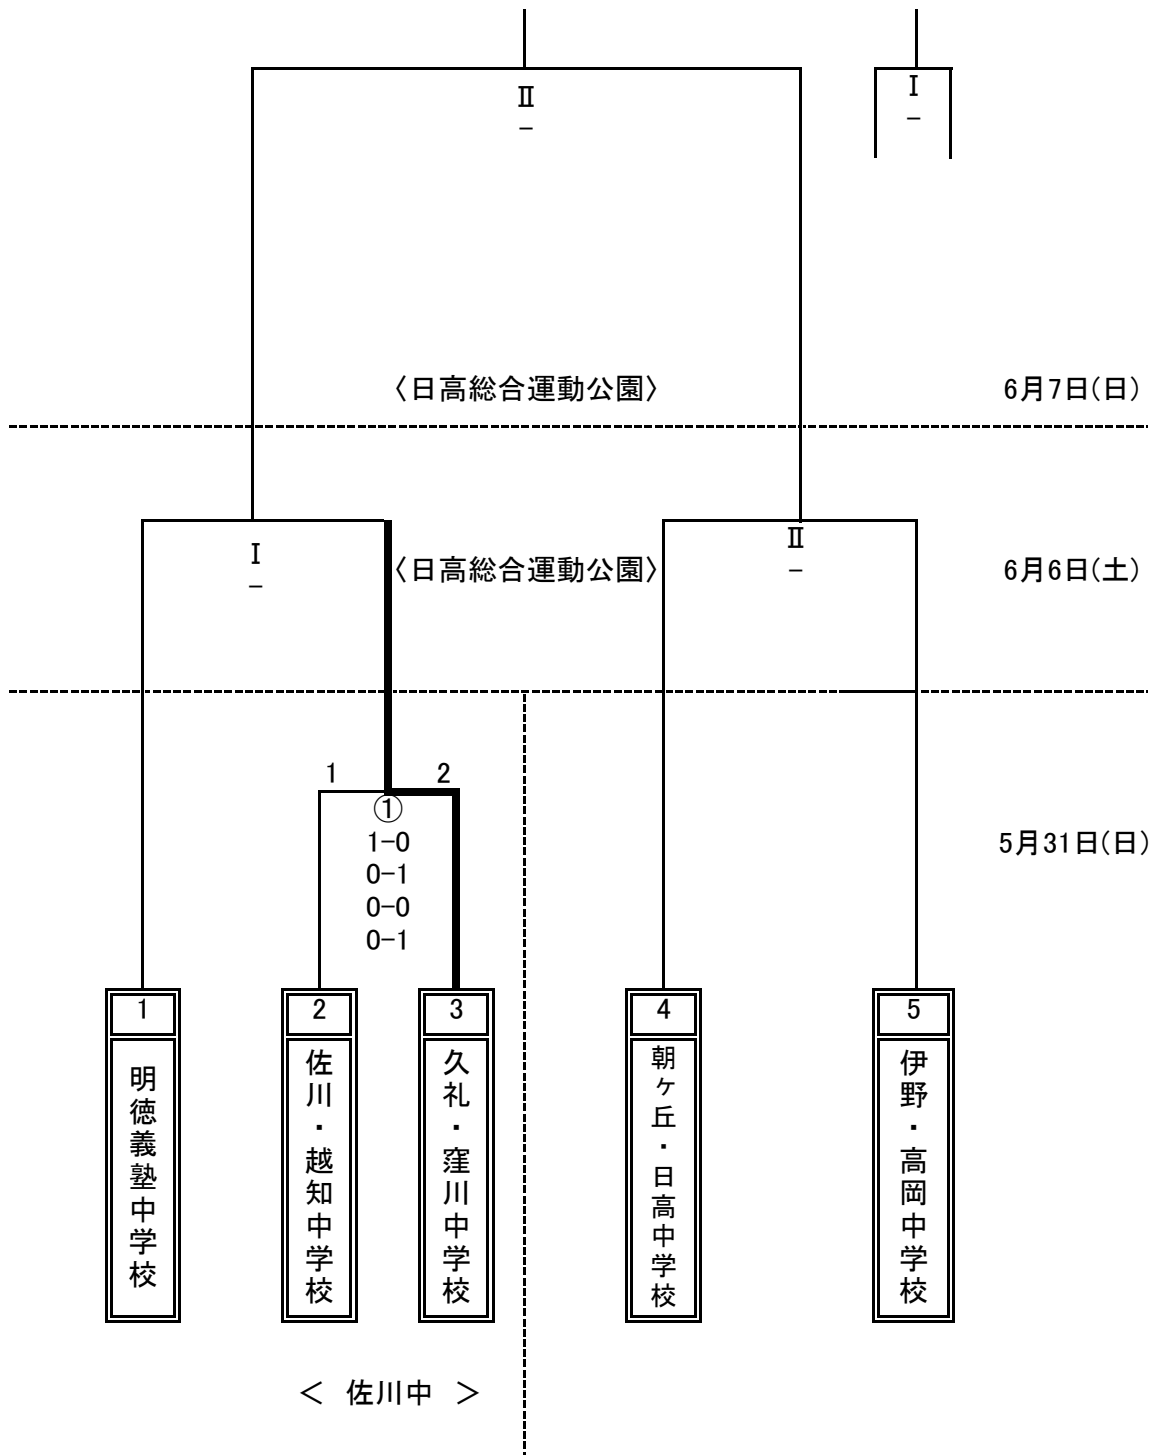 Ⅱ
-
Ⅰ
-
〈日高総合運動公園〉
6月7日(日)
Ⅰ
-
〈日高総合運動公園〉
Ⅱ
-
6月6日(土)
1
2
①
1-0
0-1
0-0
0-1
5月31日(日)
1
明徳義塾中学校
2
佐川・越知中学校
3
久礼・窪川中学校
4
朝ヶ丘・日高中学校
5
伊野・高岡中学校
＜ 佐川中 ＞